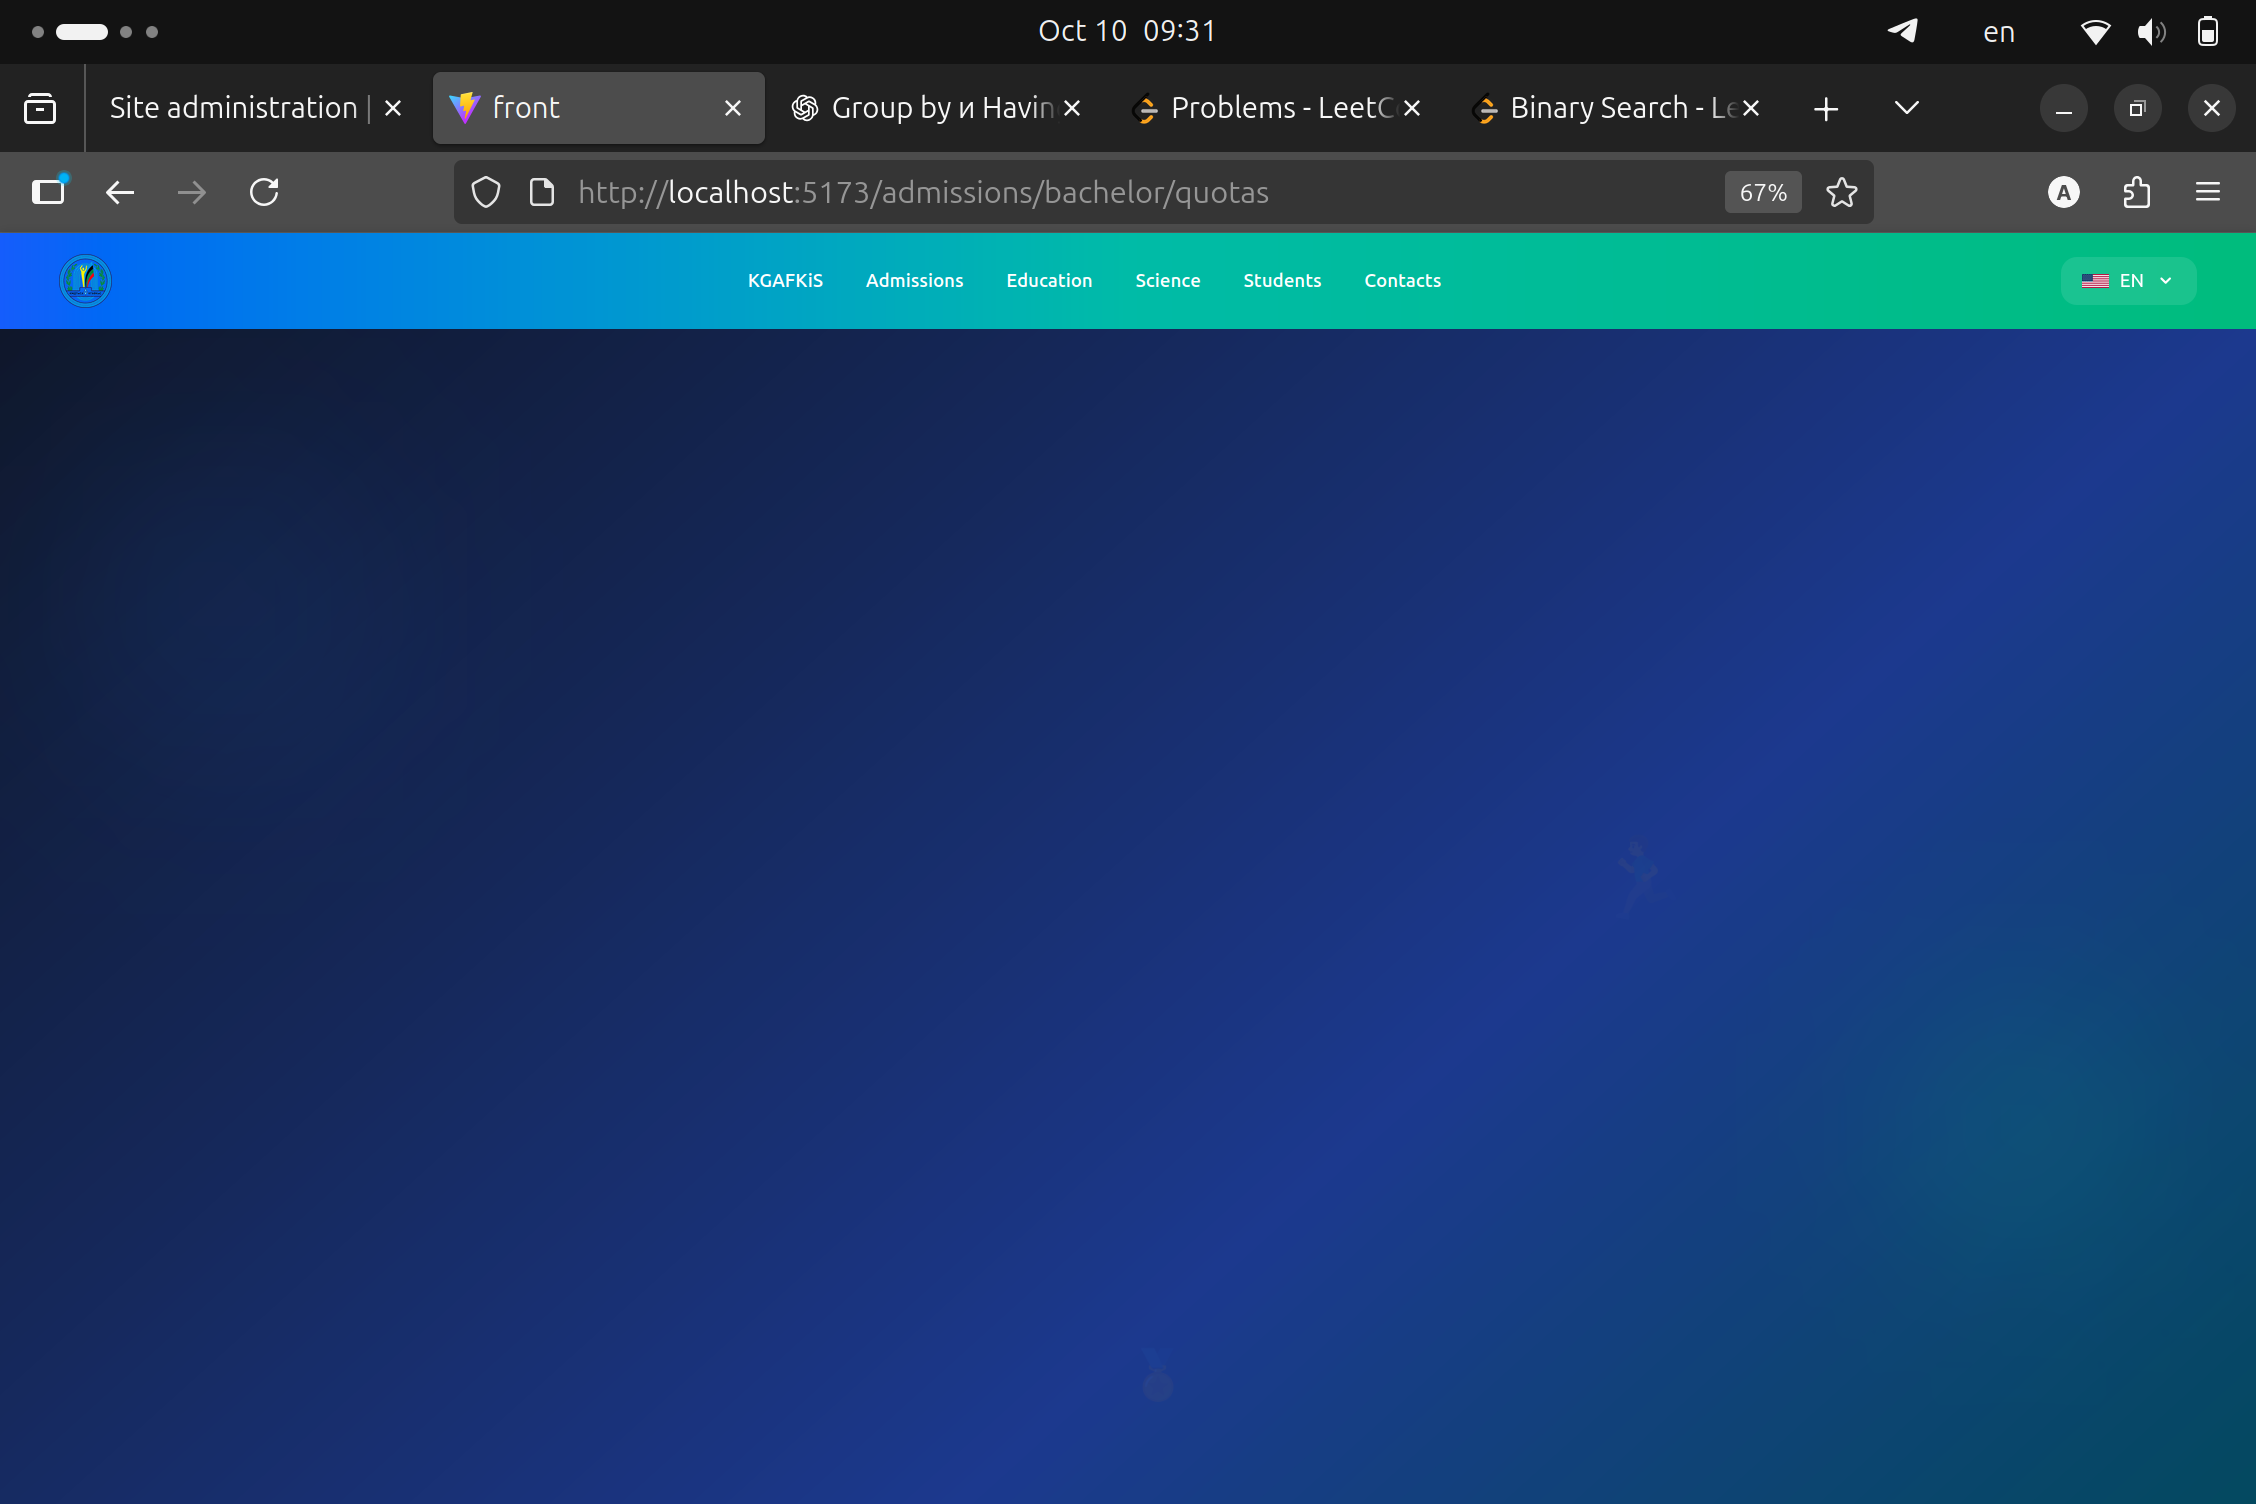 Oct 10 09:31
en
Site administration |
front
Group by и Havin
Problems - LeetC
Binary Search - Le
http://localhost:5173/admissions/bachelor/quotas
67%
A
KGAFKiS
Admissions
Education
Science
Students
Contacts
EN